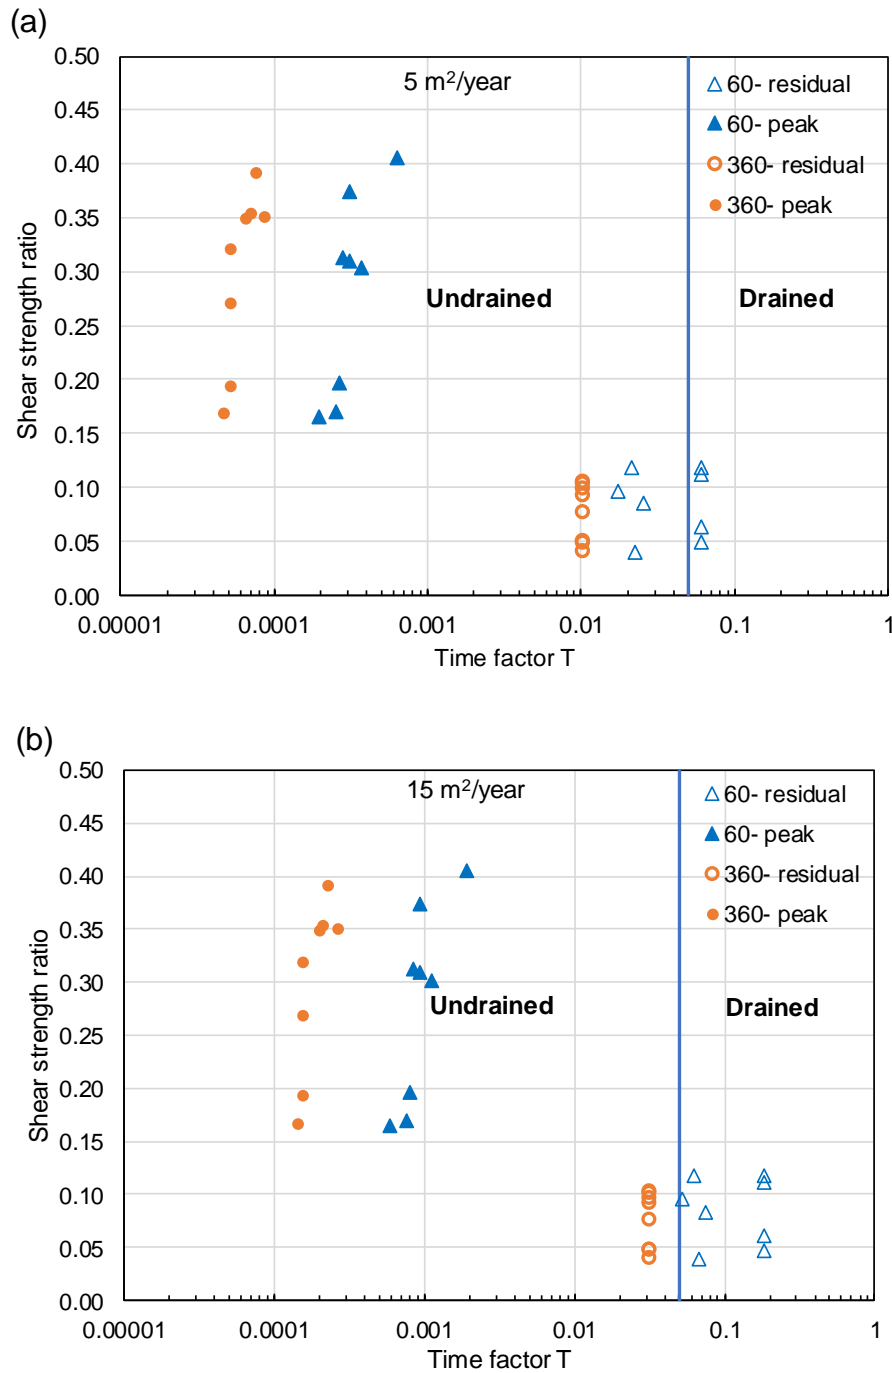 (a)
0.50
0.45
0.40
0.35
0.30
0.25
0.20
0.15
0.10
0.05
0.00
Shear strength ratio
5 m²/year
60- residual
60- peak
360- residual
360- peak
Undrained
Drained
0.00001
0.0001
0.001
0.01
0.1
1
Time factor T
(b)
0.50
0.45
0.40
0.35
0.30
0.25
0.20
0.15
0.10
0.05
0.00
Shear strength ratio
15 m²/year
60- residual
60- peak
360- residual
360- peak
Undrained
Drained
0.00001
0.0001
0.001
0.01
0.1
1
Time factor T